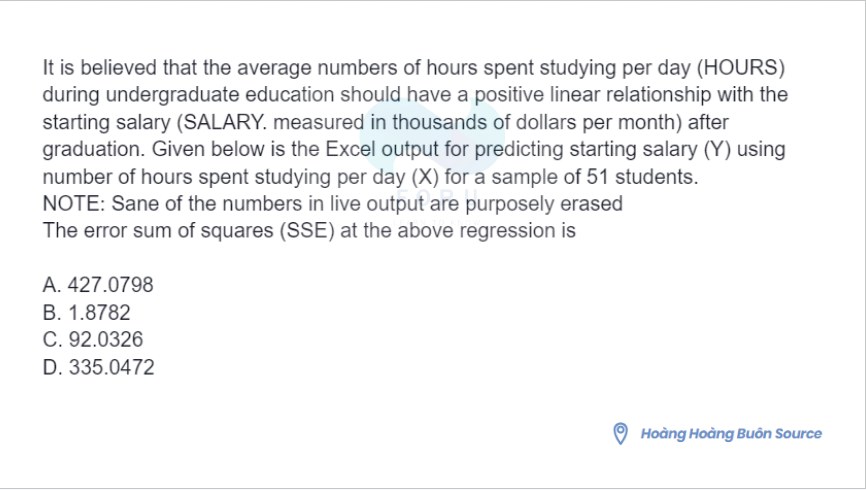 It is believed that the average numbers of hours spent studying per day (HOURS)
during undergraduate education should have a positive linear relationship with the
starting salary (SALARY. measured in thousands of dollars per month) after
graduation. Given below is the Excel output for predicting starting salary (Y) using
number of hours spent studying per day (X) for a sample of 51 students.
NOTE: Sane of the numbers in live output are purposely erased
The error sum of squares (SSE) at the above regression is
A. 427.0798
B. 1.8782
C. 92.0326
D. 335.0472
Hoàng Hoàng Buôn Source